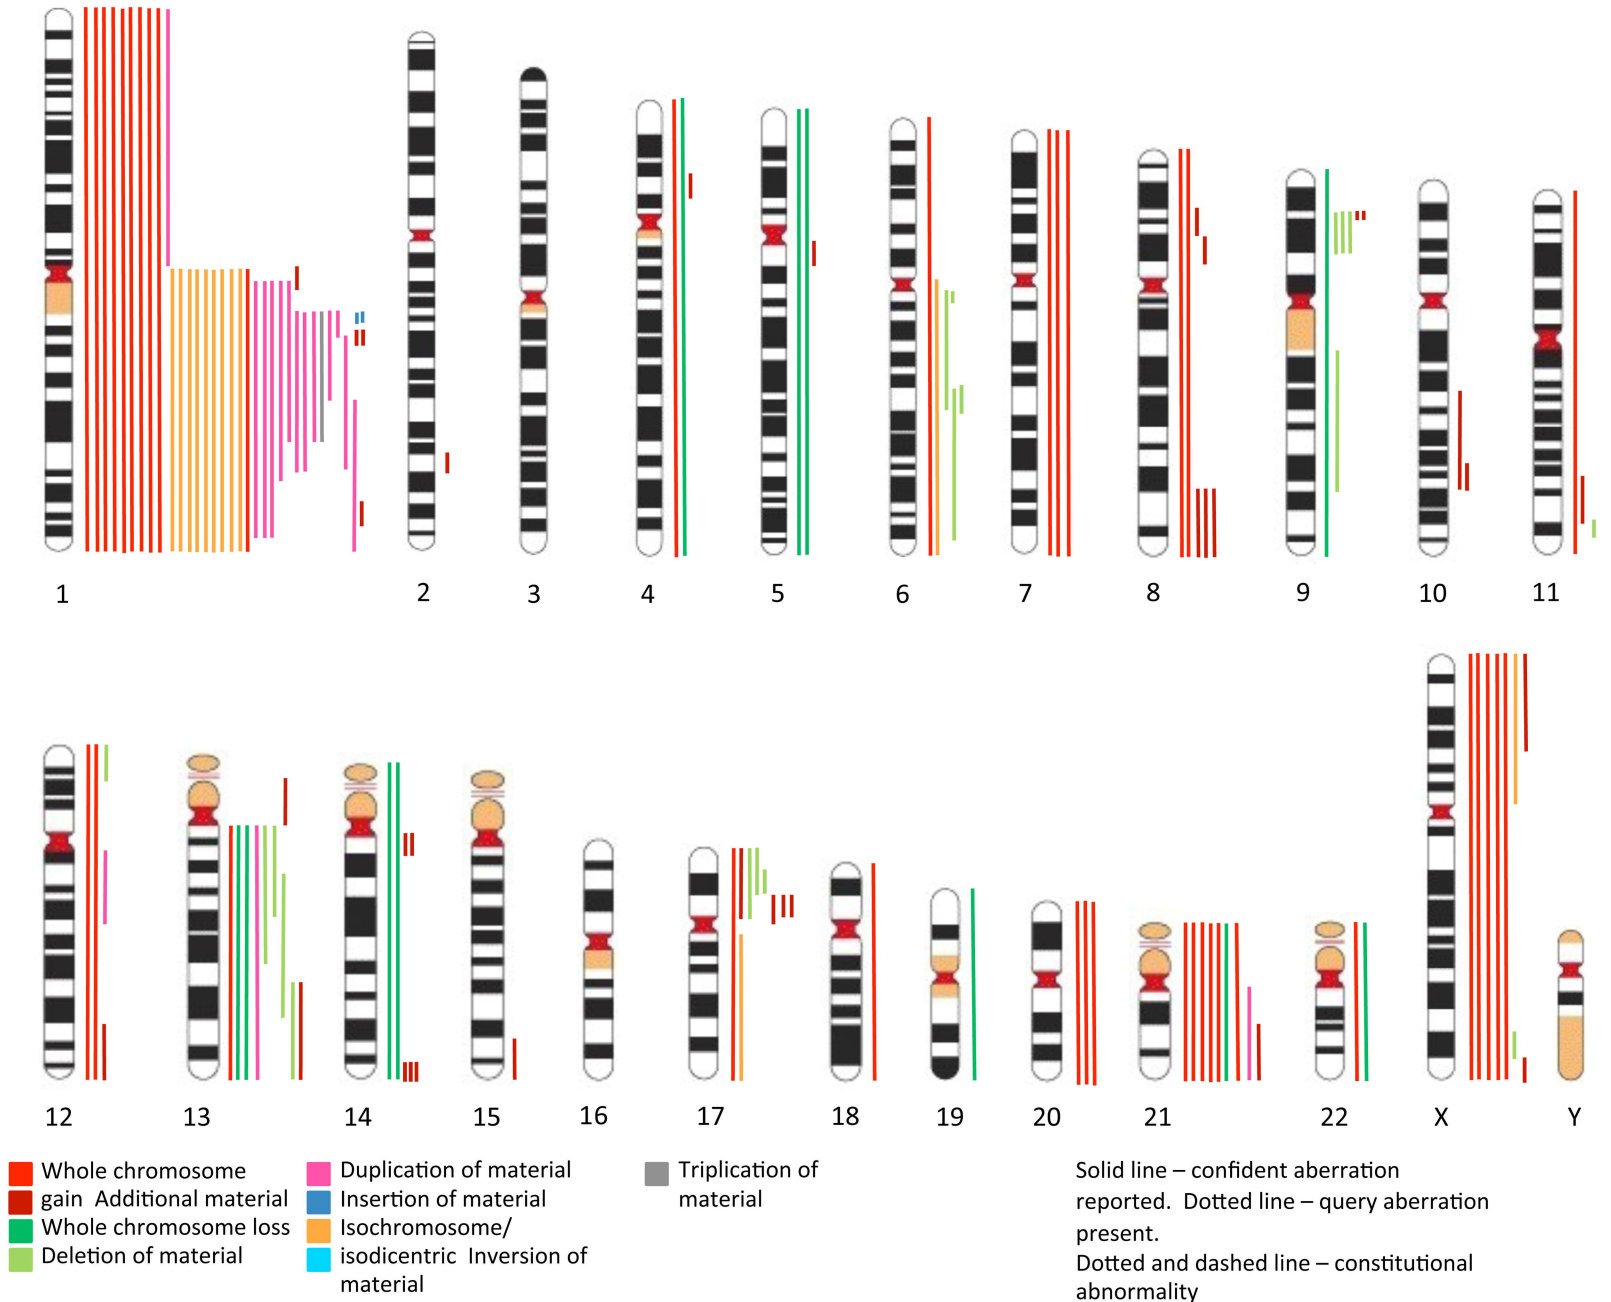 1 2 3 4 5 6 7 8 9 10 11
12 13 14 15 16 17 18 19 20 21 22 X Y
Whole chromosome
gain Additional material
Whole chromosome loss
Deletion of material
Duplication of material
Insertion of material
Isochromosome/
isodicentric Inversion of
material
Triplication of
material
Solid line – confident aberration
reported. Dotted line – query aberration
present.
Dotted and dashed line – constitutional
abnormality